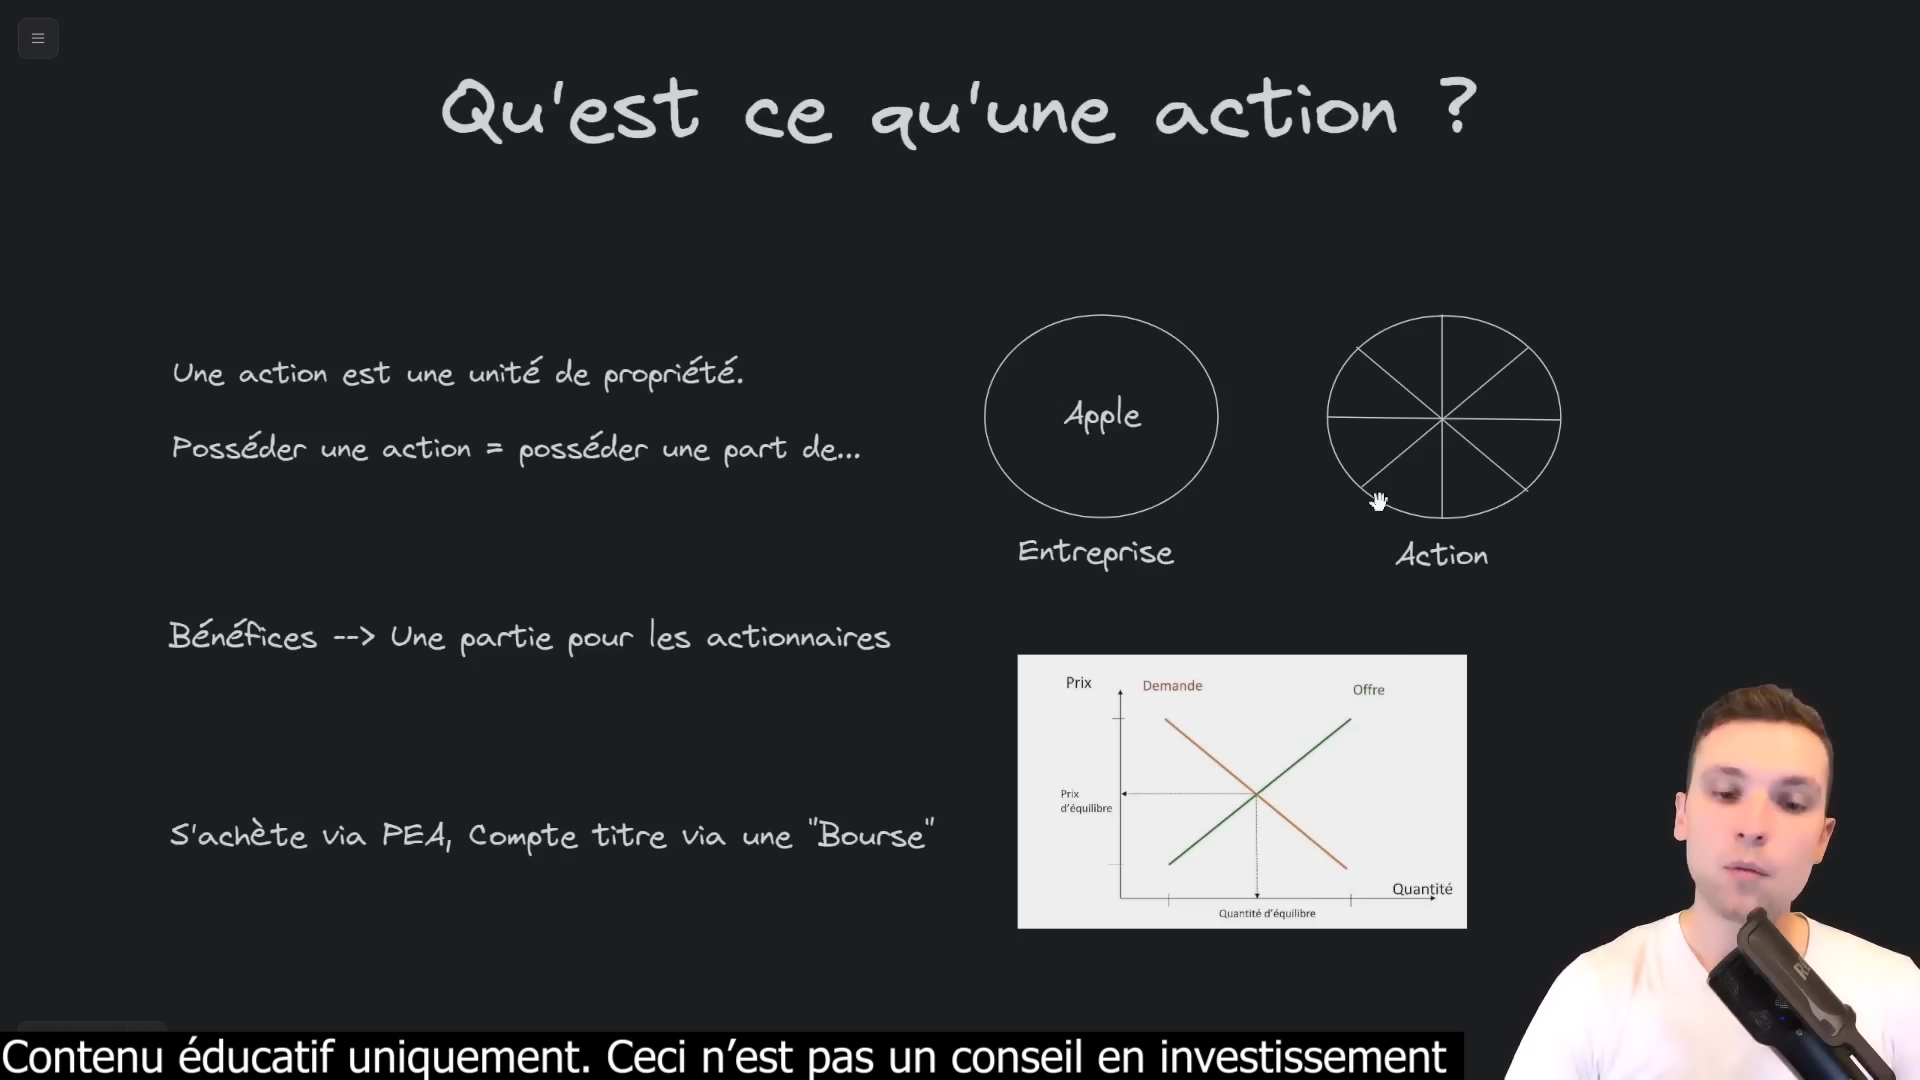 Qu'est ce qu'une action ?
Une action est une unité de propriété.
Posséder une action = posséder une part de...
Apple
Entreprise
Action
Bénéfices --> Une partie pour les actionnaires
S'achète via PEA, Compte titre via une "Bourse"
Prix
Demande
Offre
Prix
d'équilibre
Quantité
Quantité d'équilibre
Contenu éducatif uniquement. Ceci n’est pas un conseil en investissement